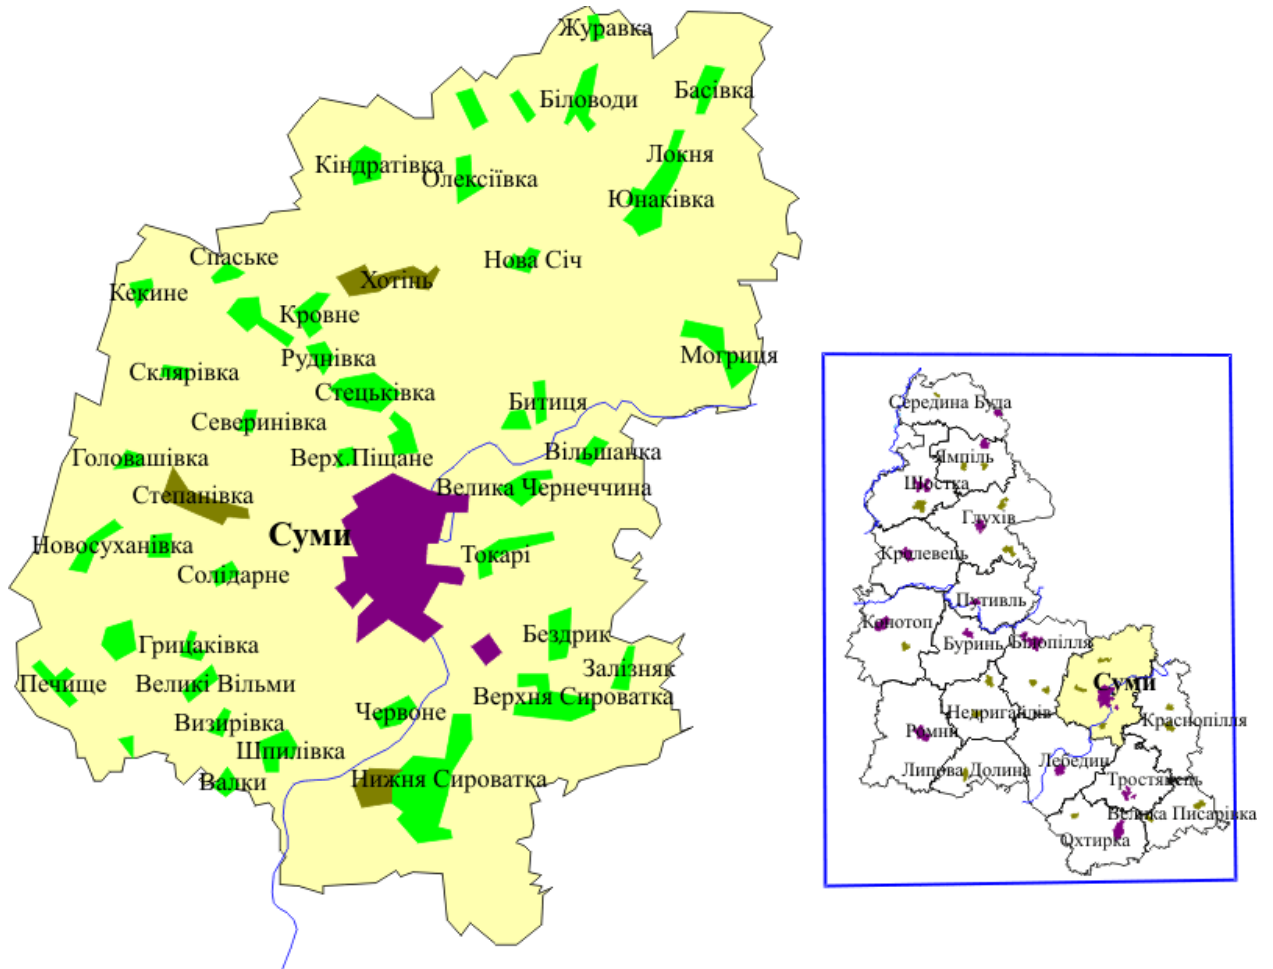 Журавка
Басівка
Біловоди
Локня
Кіндратівка
Олексіївка
Юнаківка
Спаське
Нова Січ
Хотінь
Кекине
Кровне
Могриця
Руднівка
Склярівка
Стецьківка
Битиця
Северинівка
Вільшанка
Головашівка
Верх.Піщане
Велика Чернеччина
Степанівка
Суми
Новосуханівка
Токарі
Солідарне
Бездрик
Грицаківка
Залізняк
Печище
Великі Вільми
Верхня Сироватка
Червоне
Визирівка
Шпилівка
Нижня Сироватка
Валки
Середина Буда
Ямпіль
Шостка
Глухів
Кролевець
Путивль
Конотоп
Буринь
Білопілля
Суми
Недригайлів
Краснопілля
Ромни
Лебедин
Липова Долина
Тростянець
Велика Писарівка
Охтирка